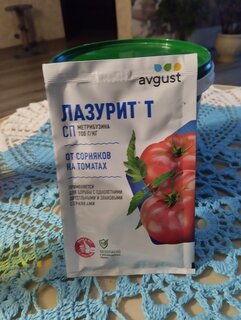 avgust
ЛАЗУРИТ Т
СП МЕТРИБУЗИНА
700 Г/КГ
ОТ СОРНЯКОВ
НА ТОМАТАХ
ПРИМЕНЯЕТСЯ
ДЛЯ БОРЬБЫ С ОДНОЛЕТНИМИ
ДВУДОЛЬНЫМИ И ЗЛАКОВЫМИ
СОРНЯКАМИ